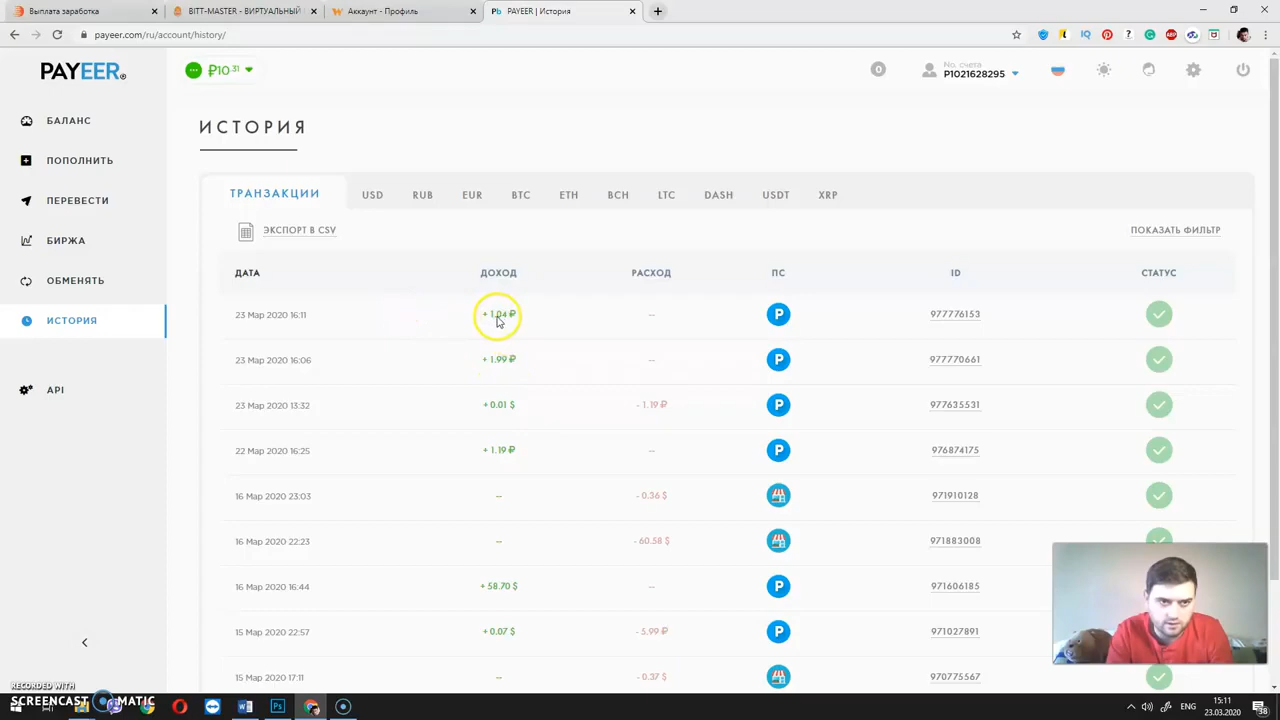 Выплата заработка
BITT-MASTER - ВИРТУАЛЬНЫЙ
Аккаунт - Профиль
PAYEER | История
payeer.com/ru/account/history/
PAYEER
₽10.31
0
No. счета
P1021628295
БАЛАНС
ПОПОЛНИТЬ
ПЕРЕВЕСТИ
БИРЖА
ОБМЕНЯТЬ
ИСТОРИЯ
API
ИСТОРИЯ
ТРАНЗАКЦИИ USD RUB EUR BTC ETH BCH LTC DASH USDT XRP
ЭКСПОРТ В CSV ПОКАЗАТЬ ФИЛЬТР
ДАТА ДОХОД РАСХОД ПС ID СТАТУС
23 Мар 2020 16:11 + 1.04 ₽ -- P 977776153
23 Мар 2020 16:06 + 1.99 ₽ -- P 977770661
23 Мар 2020 13:32 + 0.01 $ - 1.19 ₽ P 977635531
22 Мар 2020 16:25 + 1.19 ₽ -- P 976874175
16 Мар 2020 23:03 -- - 0.36 $ 971910128
16 Мар 2020 22:23 -- - 60.58 $ 971883008
16 Мар 2020 16:44 + 58.70 $ -- P 971606185
15 Мар 2020 22:57 + 0.07 $ - 5.99 ₽ P 971027891
15 Мар 2020 17:11 -- - 0.37 $ 970775567
RECORDED WITH
SCREENCAST MATIC
ENG
15:11
23.03.2020
38